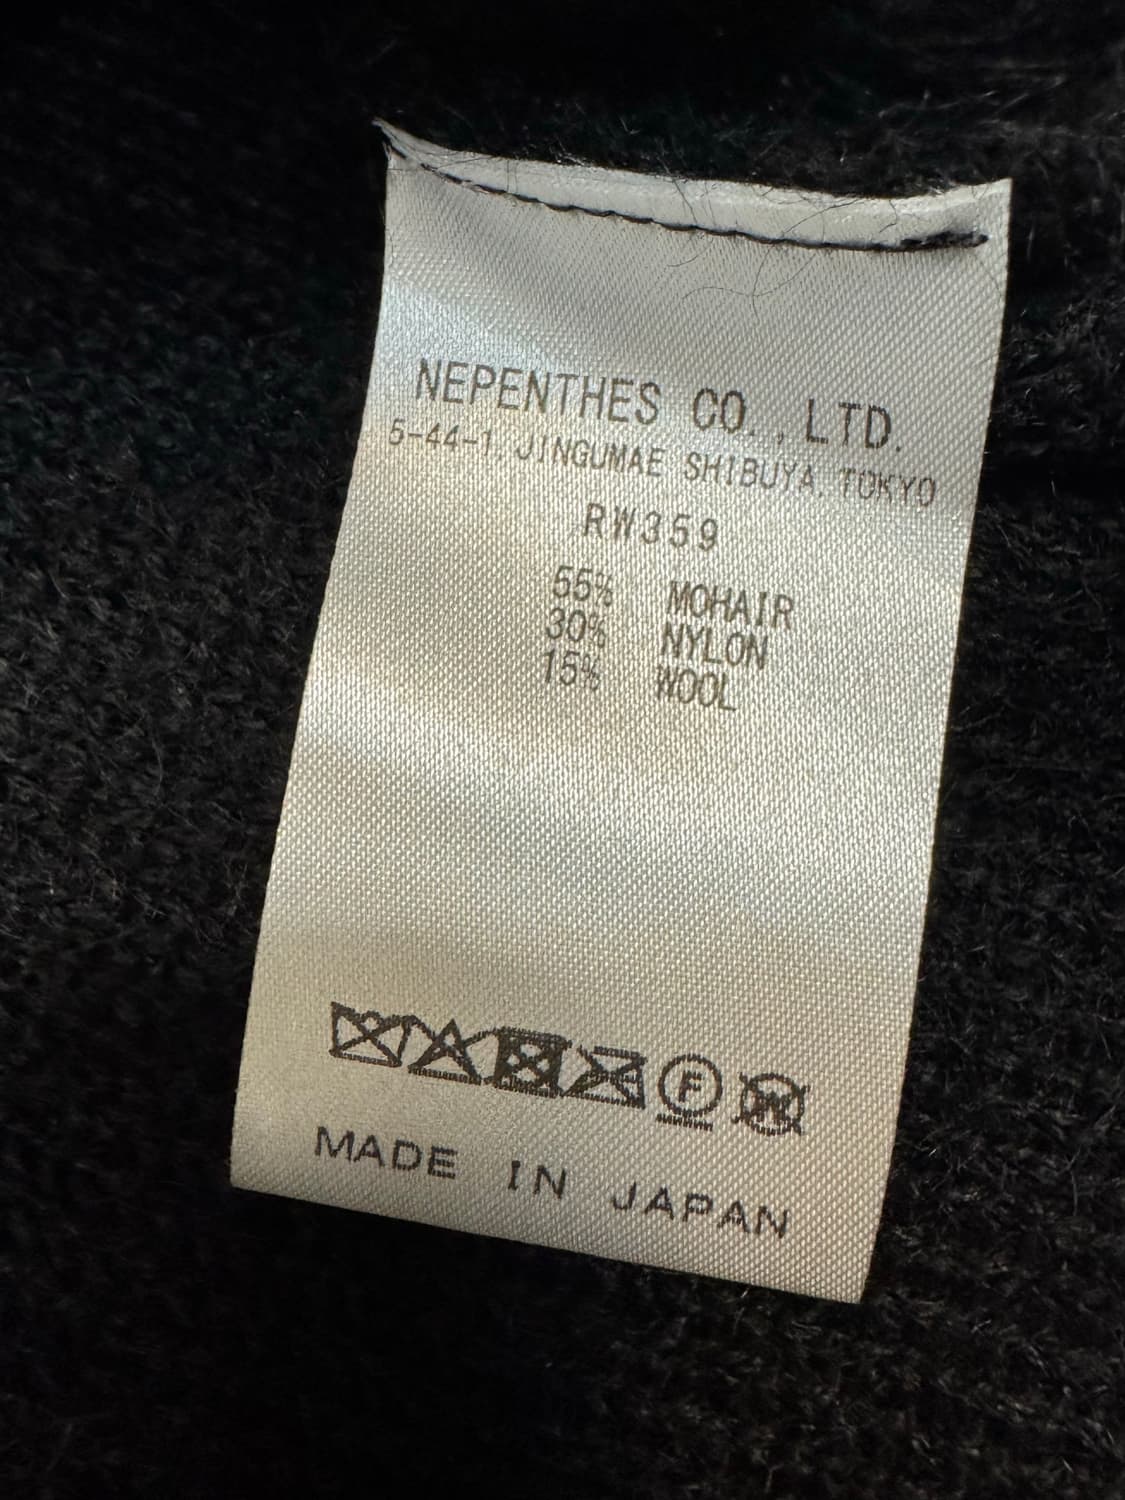 NEPENTHES CO., LTD.
5-44-1, JINGUMAE SHIBUYA, TOKYO
RW359
55% MOHAIR
30% NYLON
15% WOOL
F W
MADE IN JAPAN